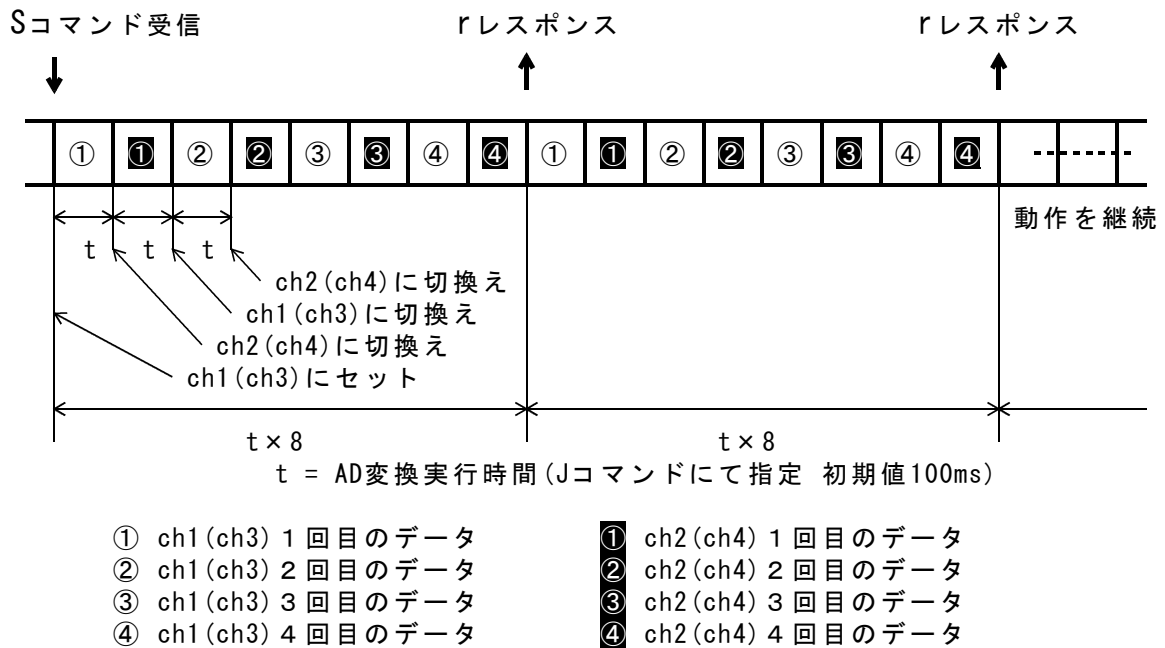 Sコマンド受信 rレスポンス rレスポンス
① ❶ ② ❷ ③ ❸ ④ ❹ ① ❶ ② ❷ ③ ❸ ④ ❹
動作を継続
t t t
ch2(ch4)に切換え
ch1(ch3)に切換え
ch2(ch4)に切換え
ch1(ch3)にセット
t×8 t×8
t = AD変換実行時間(Jコマンドにて指定 初期値100ms)
① ch1(ch3)１回目のデータ ❶ ch2(ch4)１回目のデータ
② ch1(ch3)２回目のデータ ❷ ch2(ch4)２回目のデータ
③ ch1(ch3)３回目のデータ ❸ ch2(ch4)３回目のデータ
④ ch1(ch3)４回目のデータ ❹ ch2(ch4)４回目のデータ